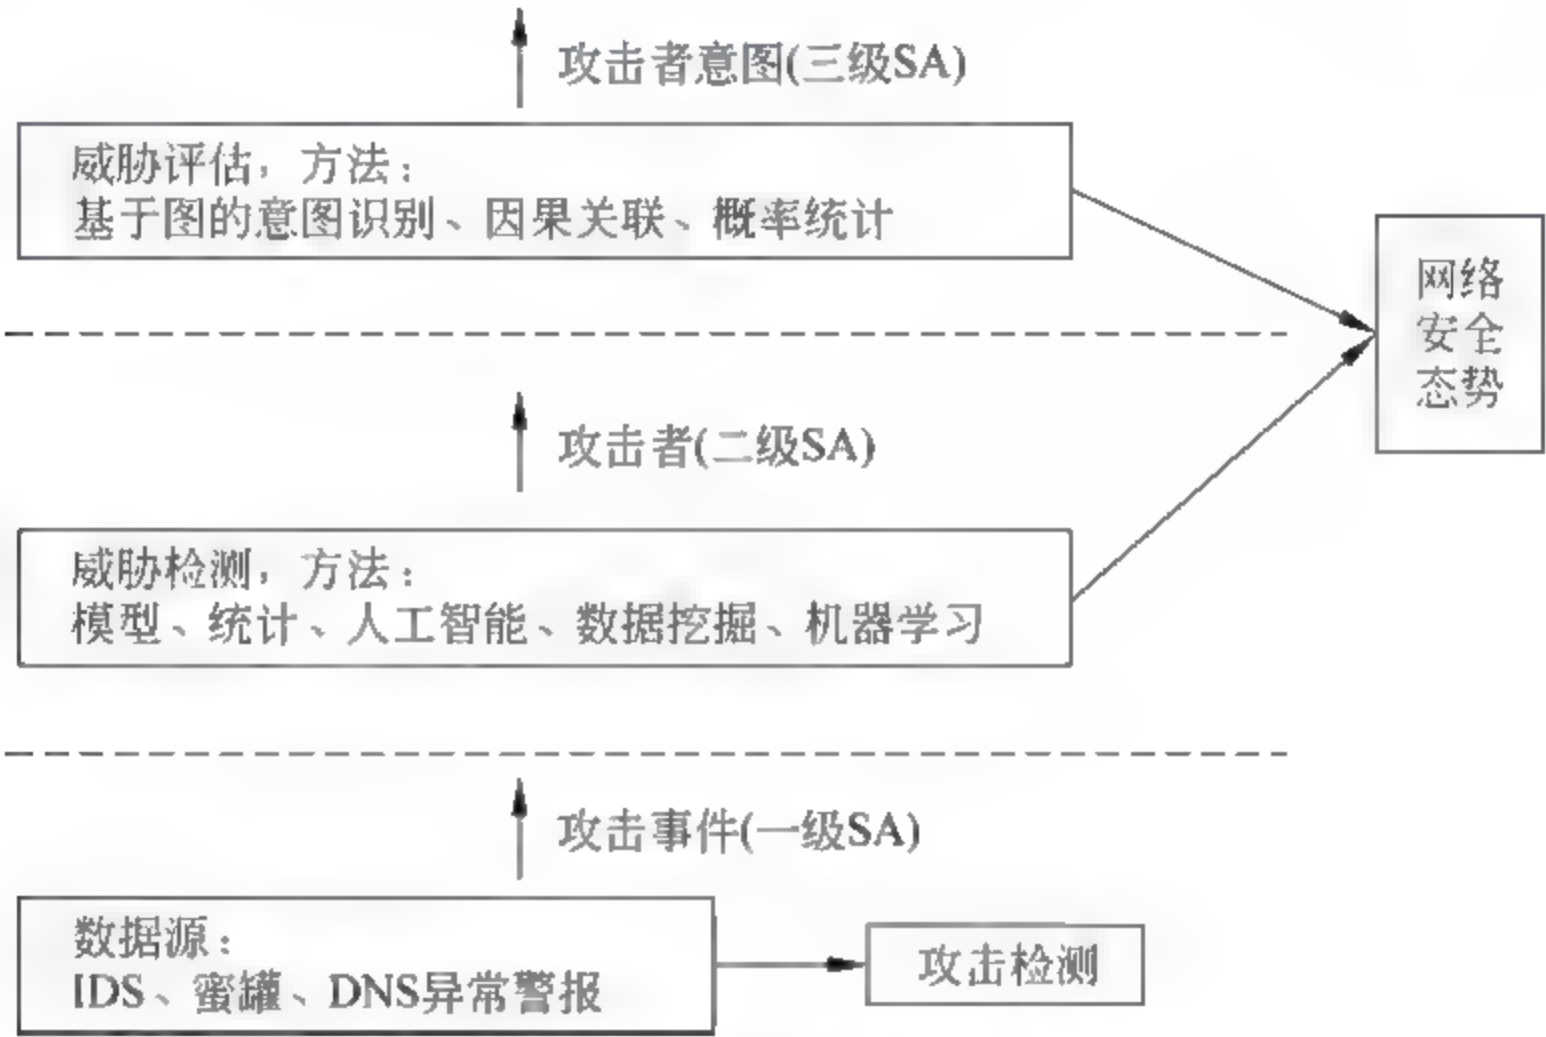 攻击者意图(三级SA)
威胁评估，方法：
基于图的意图识别、因果关联、概率统计
网络
安全
态势
攻击者(二级SA)
威胁检测，方法：
模型、统计、人工智能、数据挖掘、机器学习
攻击事件(一级SA)
数据源：
IDS、蜜罐、DNS异常警报
攻击检测